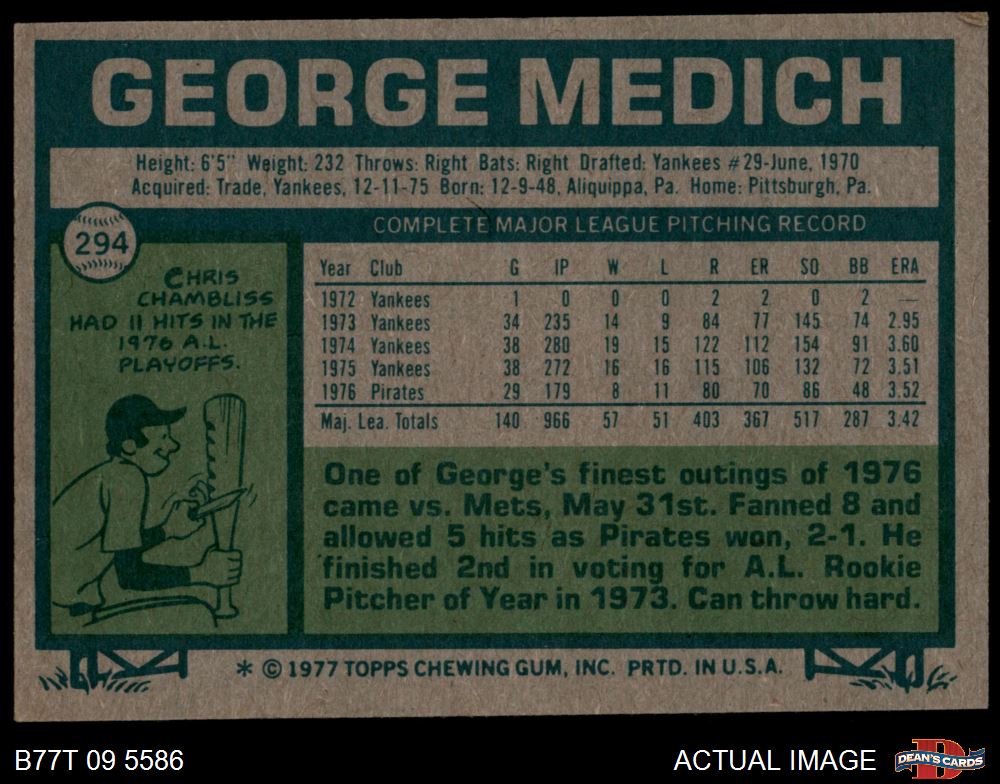 GEORGE MEDICH
Height: 6'5" Weight: 232 Throws: Right Bats: Right Drafted: Yankees #29-June, 1970
Acquired: Trade, Yankees, 12-11-75 Born: 12-9-48, Aliquippa, Pa. Home: Pittsburgh, Pa.
294
CHRIS
CHAMBLISS
HAD 11 HITS IN THE
1976 A.L.
PLAYOFFS.
COMPLETE MAJOR LEAGUE PITCHING RECORD
Year Club G IP W L R ER SO BB ERA
1972 Yankees 1 0 0 0 2 2 0 2 —
1973 Yankees 34 235 14 9 84 77 145 74 2.95
1974 Yankees 38 280 19 15 122 112 154 91 3.60
1975 Yankees 38 272 16 16 115 106 132 72 3.51
1976 Pirates 29 179 8 11 80 70 86 48 3.52
Maj. Lea. Totals 140 966 57 51 403 367 517 287 3.42
One of George's finest outings of 1976
came vs. Mets, May 31st. Fanned 8 and
allowed 5 hits as Pirates won, 2-1. He
finished 2nd in voting for A.L. Rookie
Pitcher of Year in 1973. Can throw hard.
* © 1977 TOPPS CHEWING GUM, INC. PRTD. IN U.S.A.
B77T 09 5586
ACTUAL IMAGE
D
DEAN'S CARDS